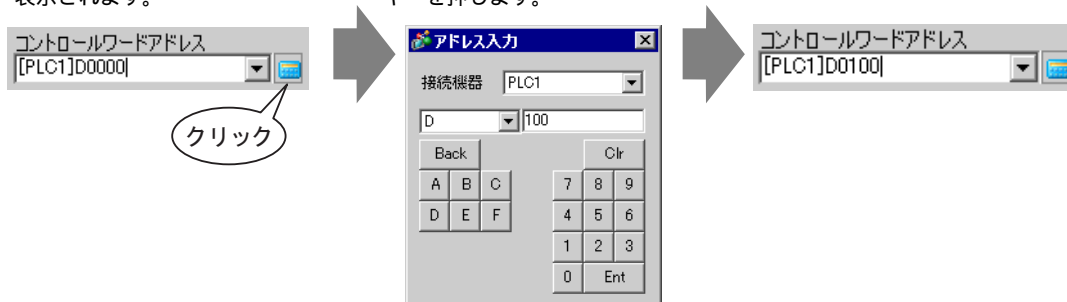 表示されます。
キーを押します。
コントロールワードアドレス
[PLC1]D0000
クリック
アドレス入力
接続機器 PLC1
D 100
Back Clr
A B C 7 8 9
D E F 4 5 6
1 2 3
0 Ent
コントロールワードアドレス
[PLC1]D0100